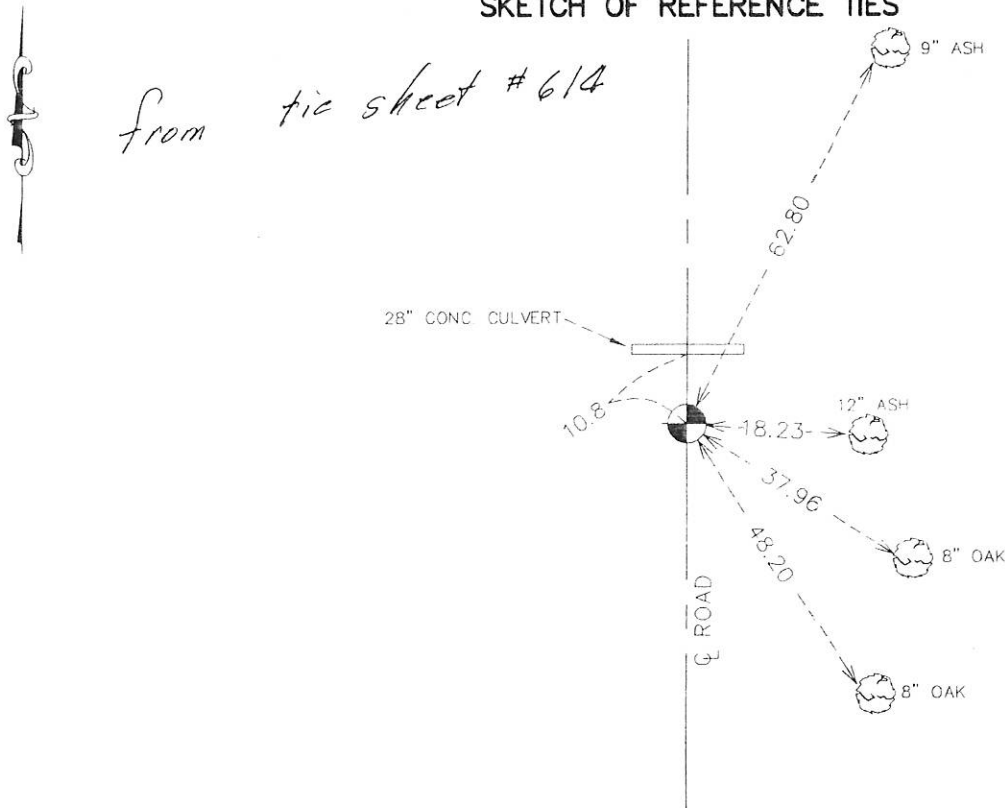 SKETCH OF REFERENCE TIES
9" ASH
from tie sheet #614
62.80
28" CONC. CULVERT
10.8
12" ASH
18.23
37.96
8" OAK
48.20
℄ ROAD
8" OAK